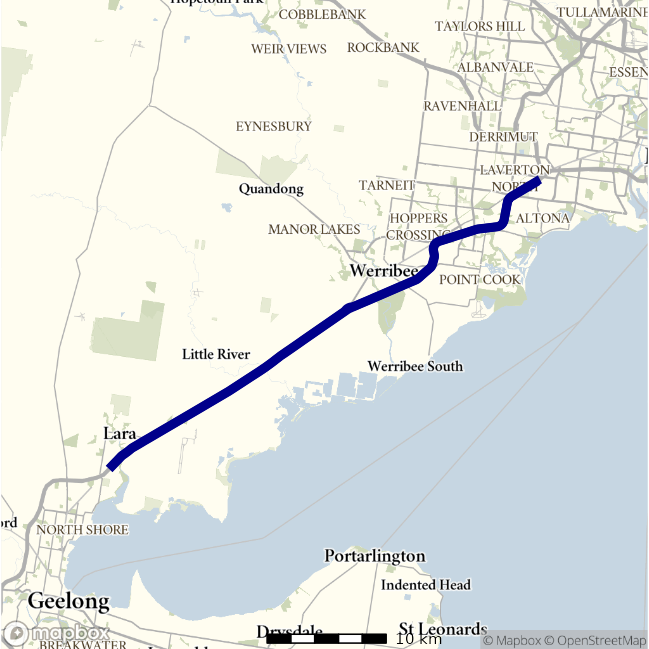 Hopetoun Park
COBBLEBANK
TULLAMARINE
TAYLORS HILL
WEIR VIEWS
ROCKBANK
ALBANVALE
ESSEN
RAVENHALL
EYNESBURY
DERRIMUT
LAVERTON
NORTH
TARNEIT
Quandong
HOPPERS
CROSSING
ALTONA
MANOR LAKES
Werribee
POINT COOK
Little River
Werribee South
Lara
ord
NORTH SHORE
Portarlington
Indented Head
Geelong
mapbox
Drysdale
St Leonards
10 km
BREAKWATER
© Mapbox © OpenStreetMap